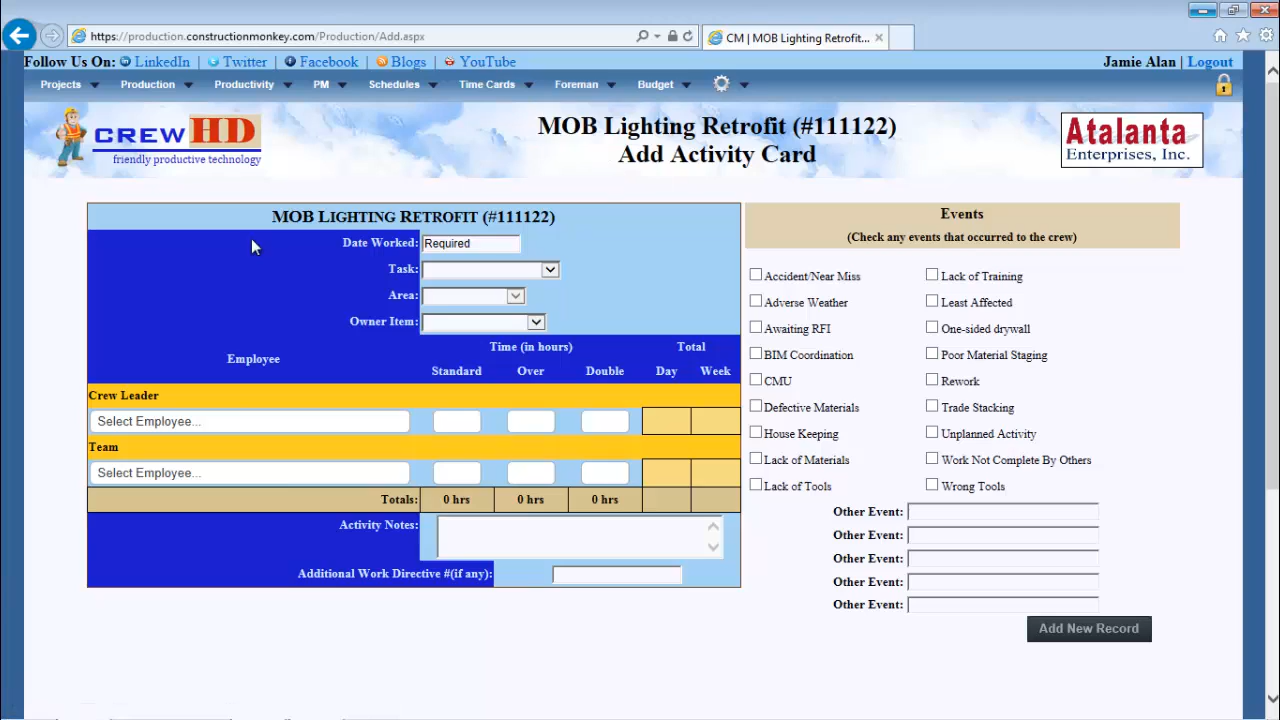 https://production.constructionmonkey.com/Production/Add.aspx
CM | MOB Lighting Retrofit...
Follow Us On: LinkedIn Twitter Facebook Blogs YouTube
Jamie Alan | Logout
Projects Production Productivity PM Schedules Time Cards Foreman Budget
CREW HD
friendly productive technology
MOB Lighting Retrofit (#111122)
Add Activity Card
Atalanta
Enterprises, Inc.
MOB LIGHTING RETROFIT (#111122)
Date Worked: Required
Task:
Area:
Owner Item:
Employee
Time (in hours) Total
Standard Over Double Day Week
Crew Leader
Select Employee...
Team
Select Employee...
Totals: 0 hrs 0 hrs 0 hrs
Activity Notes:
Additional Work Directive #(if any):
Events
(Check any events that occurred to the crew)
Accident/Near Miss Lack of Training
Adverse Weather Least Affected
Awaiting RFI One-sided drywall
BIM Coordination Poor Material Staging
CMU Rework
Defective Materials Trade Stacking
House Keeping Unplanned Activity
Lack of Materials Work Not Complete By Others
Lack of Tools Wrong Tools
Other Event:
Other Event:
Other Event:
Other Event:
Other Event:
Add New Record